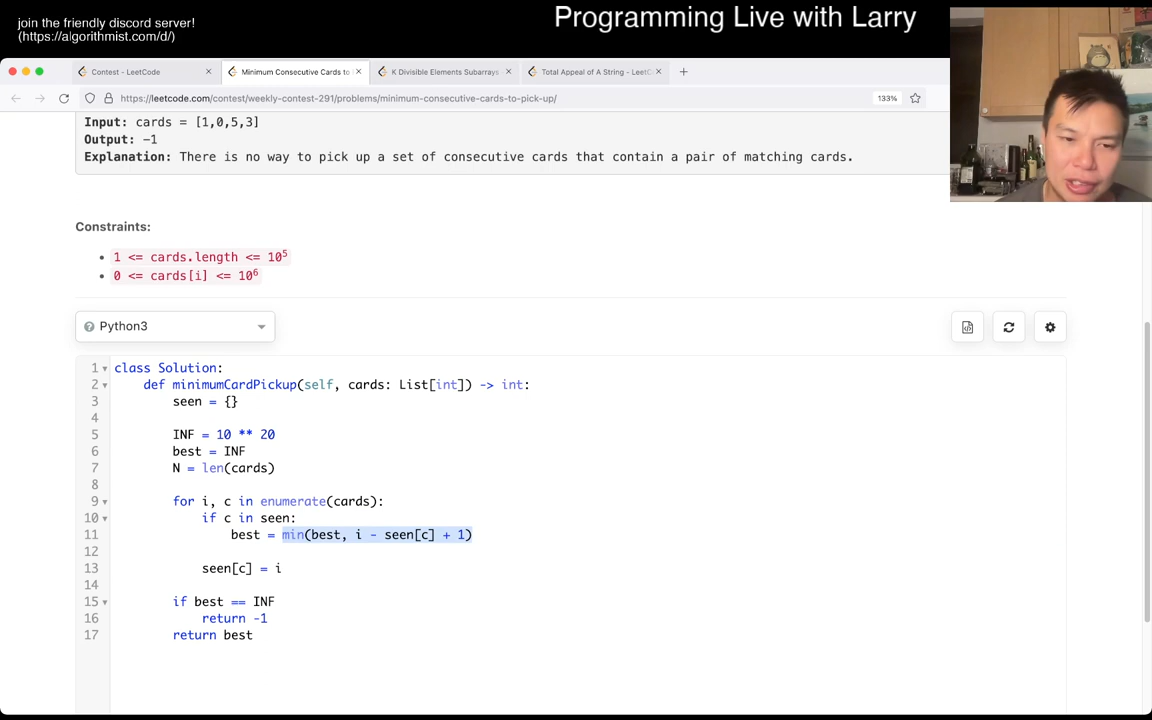 join the friendly discord server!
(https://algorithmist.com/d/)
Programming Live with Larry
Contest - LeetCode
Minimum Consecutive Cards to
K Divisible Elements Subarrays -
Total Appeal of A String - LeetC
https://leetcode.com/contest/weekly-contest-291/problems/minimum-consecutive-cards-to-pick-up/
133%
Input: cards = [1,0,5,3]
Output: -1
Explanation: There is no way to pick up a set of consecutive cards that contain a pair of matching cards.
Constraints:
1 <= cards.length <= 10^5
0 <= cards[i] <= 10^6
Python3
1 class Solution:
2 def minimumCardPickup(self, cards: List[int]) -> int:
3 seen = {}
4
5 INF = 10 ** 20
6 best = INF
7 N = len(cards)
8
9 for i, c in enumerate(cards):
10 if c in seen:
11 best = min(best, i - seen[c] + 1)
12
13 seen[c] = i
14
15 if best == INF
16 return -1
17 return best